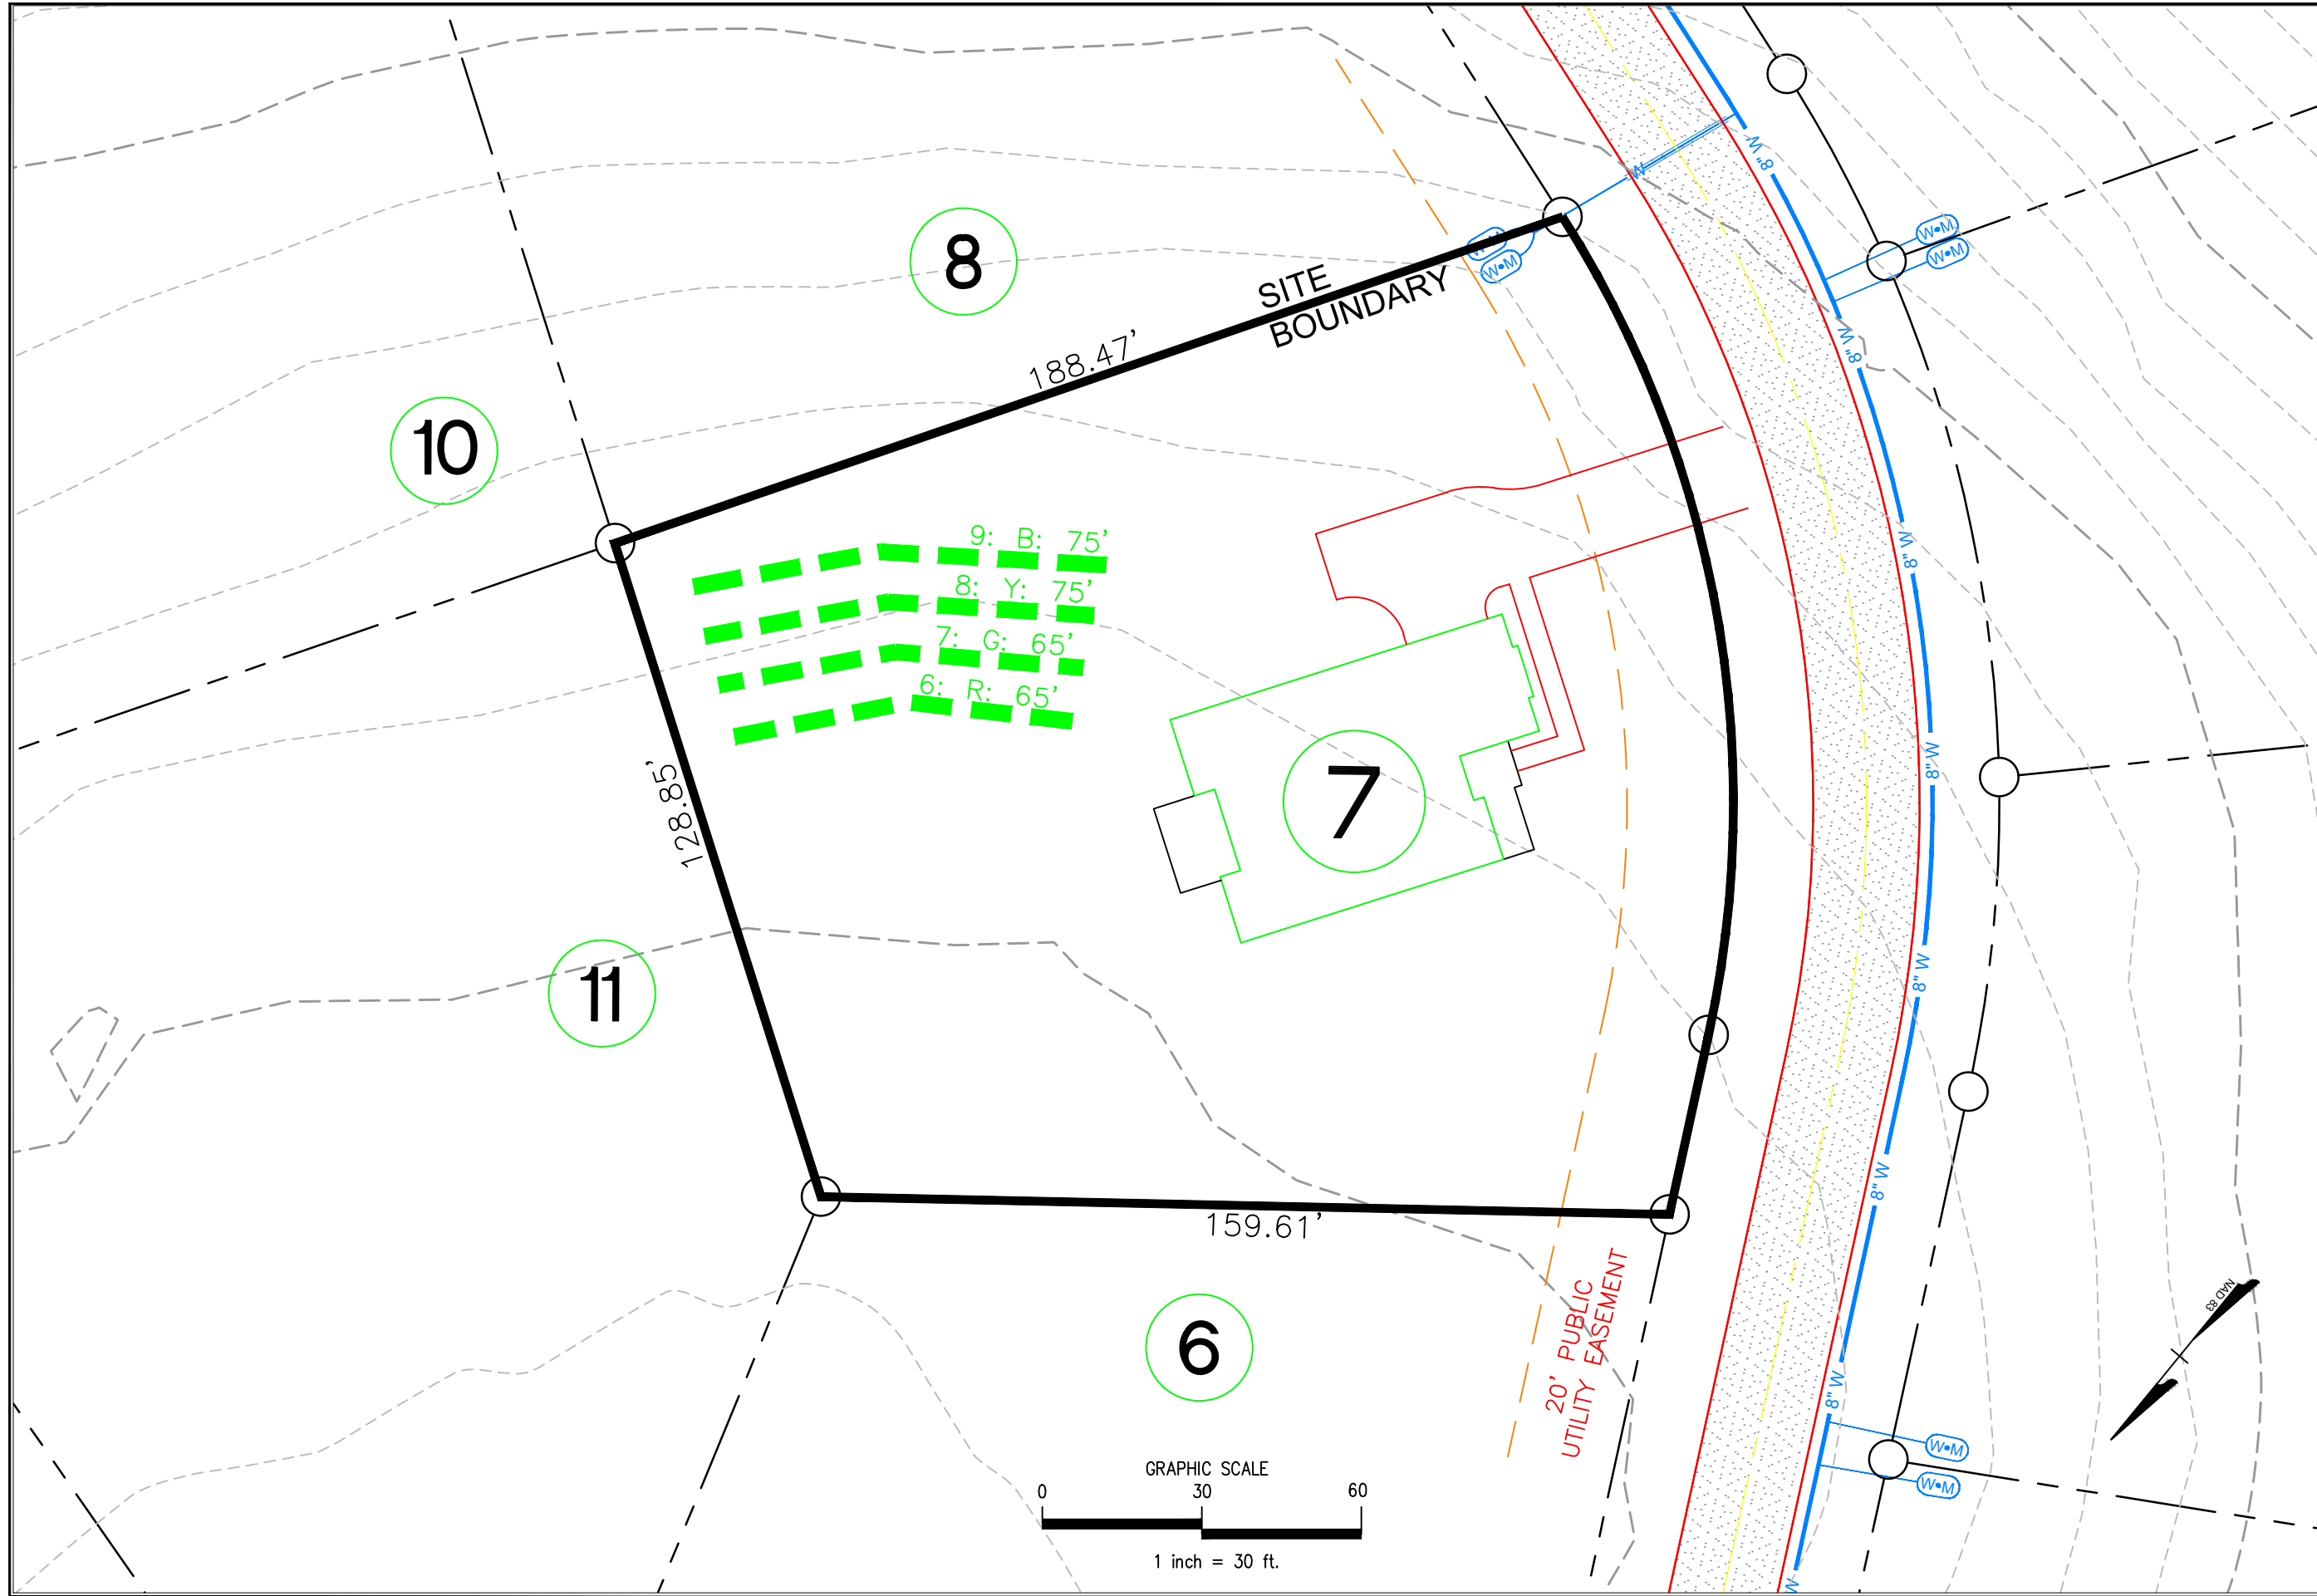 8" W
W
W•M
W•M
8
SITE
BOUNDARY
W•M
8" W
188.47'
10
9: B: 75'
8: Y: 75'
7: G: 65'
6: R: 65'
8" W
8" W
128.85'
7
11
8" W
8" W
159.61'
20' PUBLIC
UTILITY EASEMENT
NAD 83
6
8" W
W•M
W•M
GRAPHIC SCALE
0 30 60
1 inch = 30 ft.
W